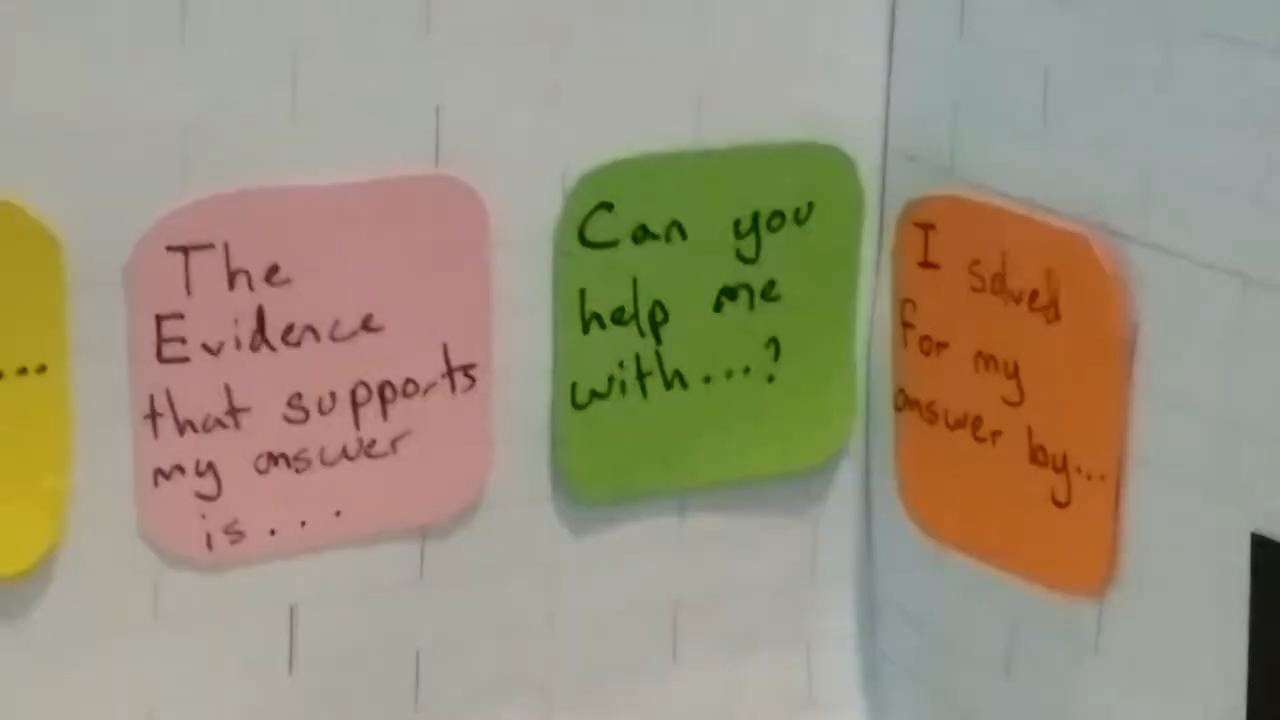 ...
The
Evidence
that supports
my answer
is...
Can you
help me
with...?
I solved
for my
answer by...